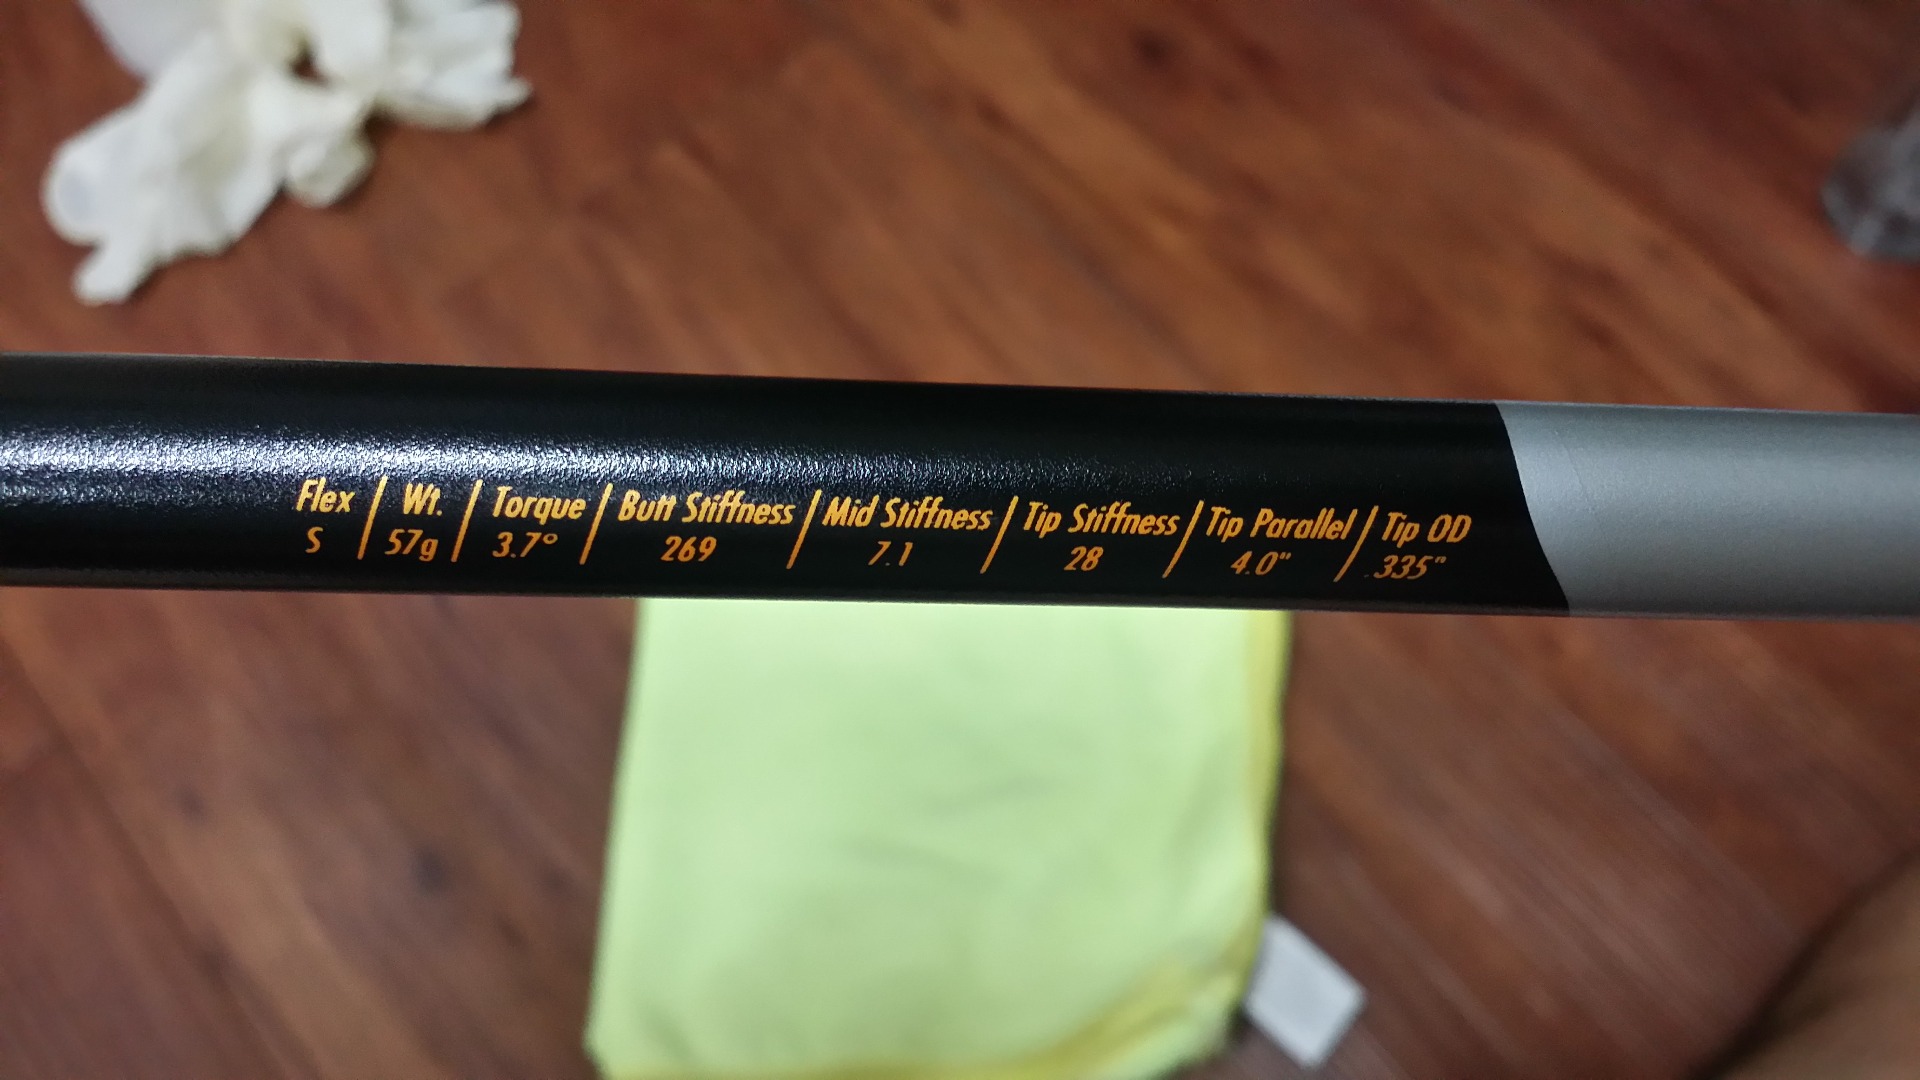 Flex / Wt. / Torque / Butt Stiffness / Mid Stiffness / Tip Stiffness / Tip Parallel / Tip OD
S / 57g / 3.7° / 269 / 7.1 / 28 / 4.0" / .335"